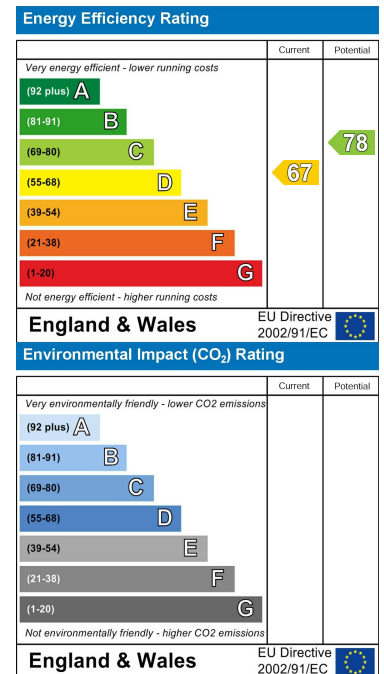 Energy Efficiency Rating
Current Potential
Very energy efficient - lower running costs
(92 plus) A
(81-91) B
78
(69-80) C
67
(55-68) D
(39-54) E
(21-38) F
(1-20) G
Not energy efficient - higher running costs
England & Wales
EU Directive
2002/91/EC
Environmental Impact (CO₂) Rating
Current Potential
Very environmentally friendly - lower CO2 emissions
(92 plus) A
(81-91) B
(69-80) C
(55-68) D
(39-54) E
(21-38) F
(1-20) G
Not environmentally friendly - higher CO2 emissions
England & Wales
EU Directive
2002/91/EC